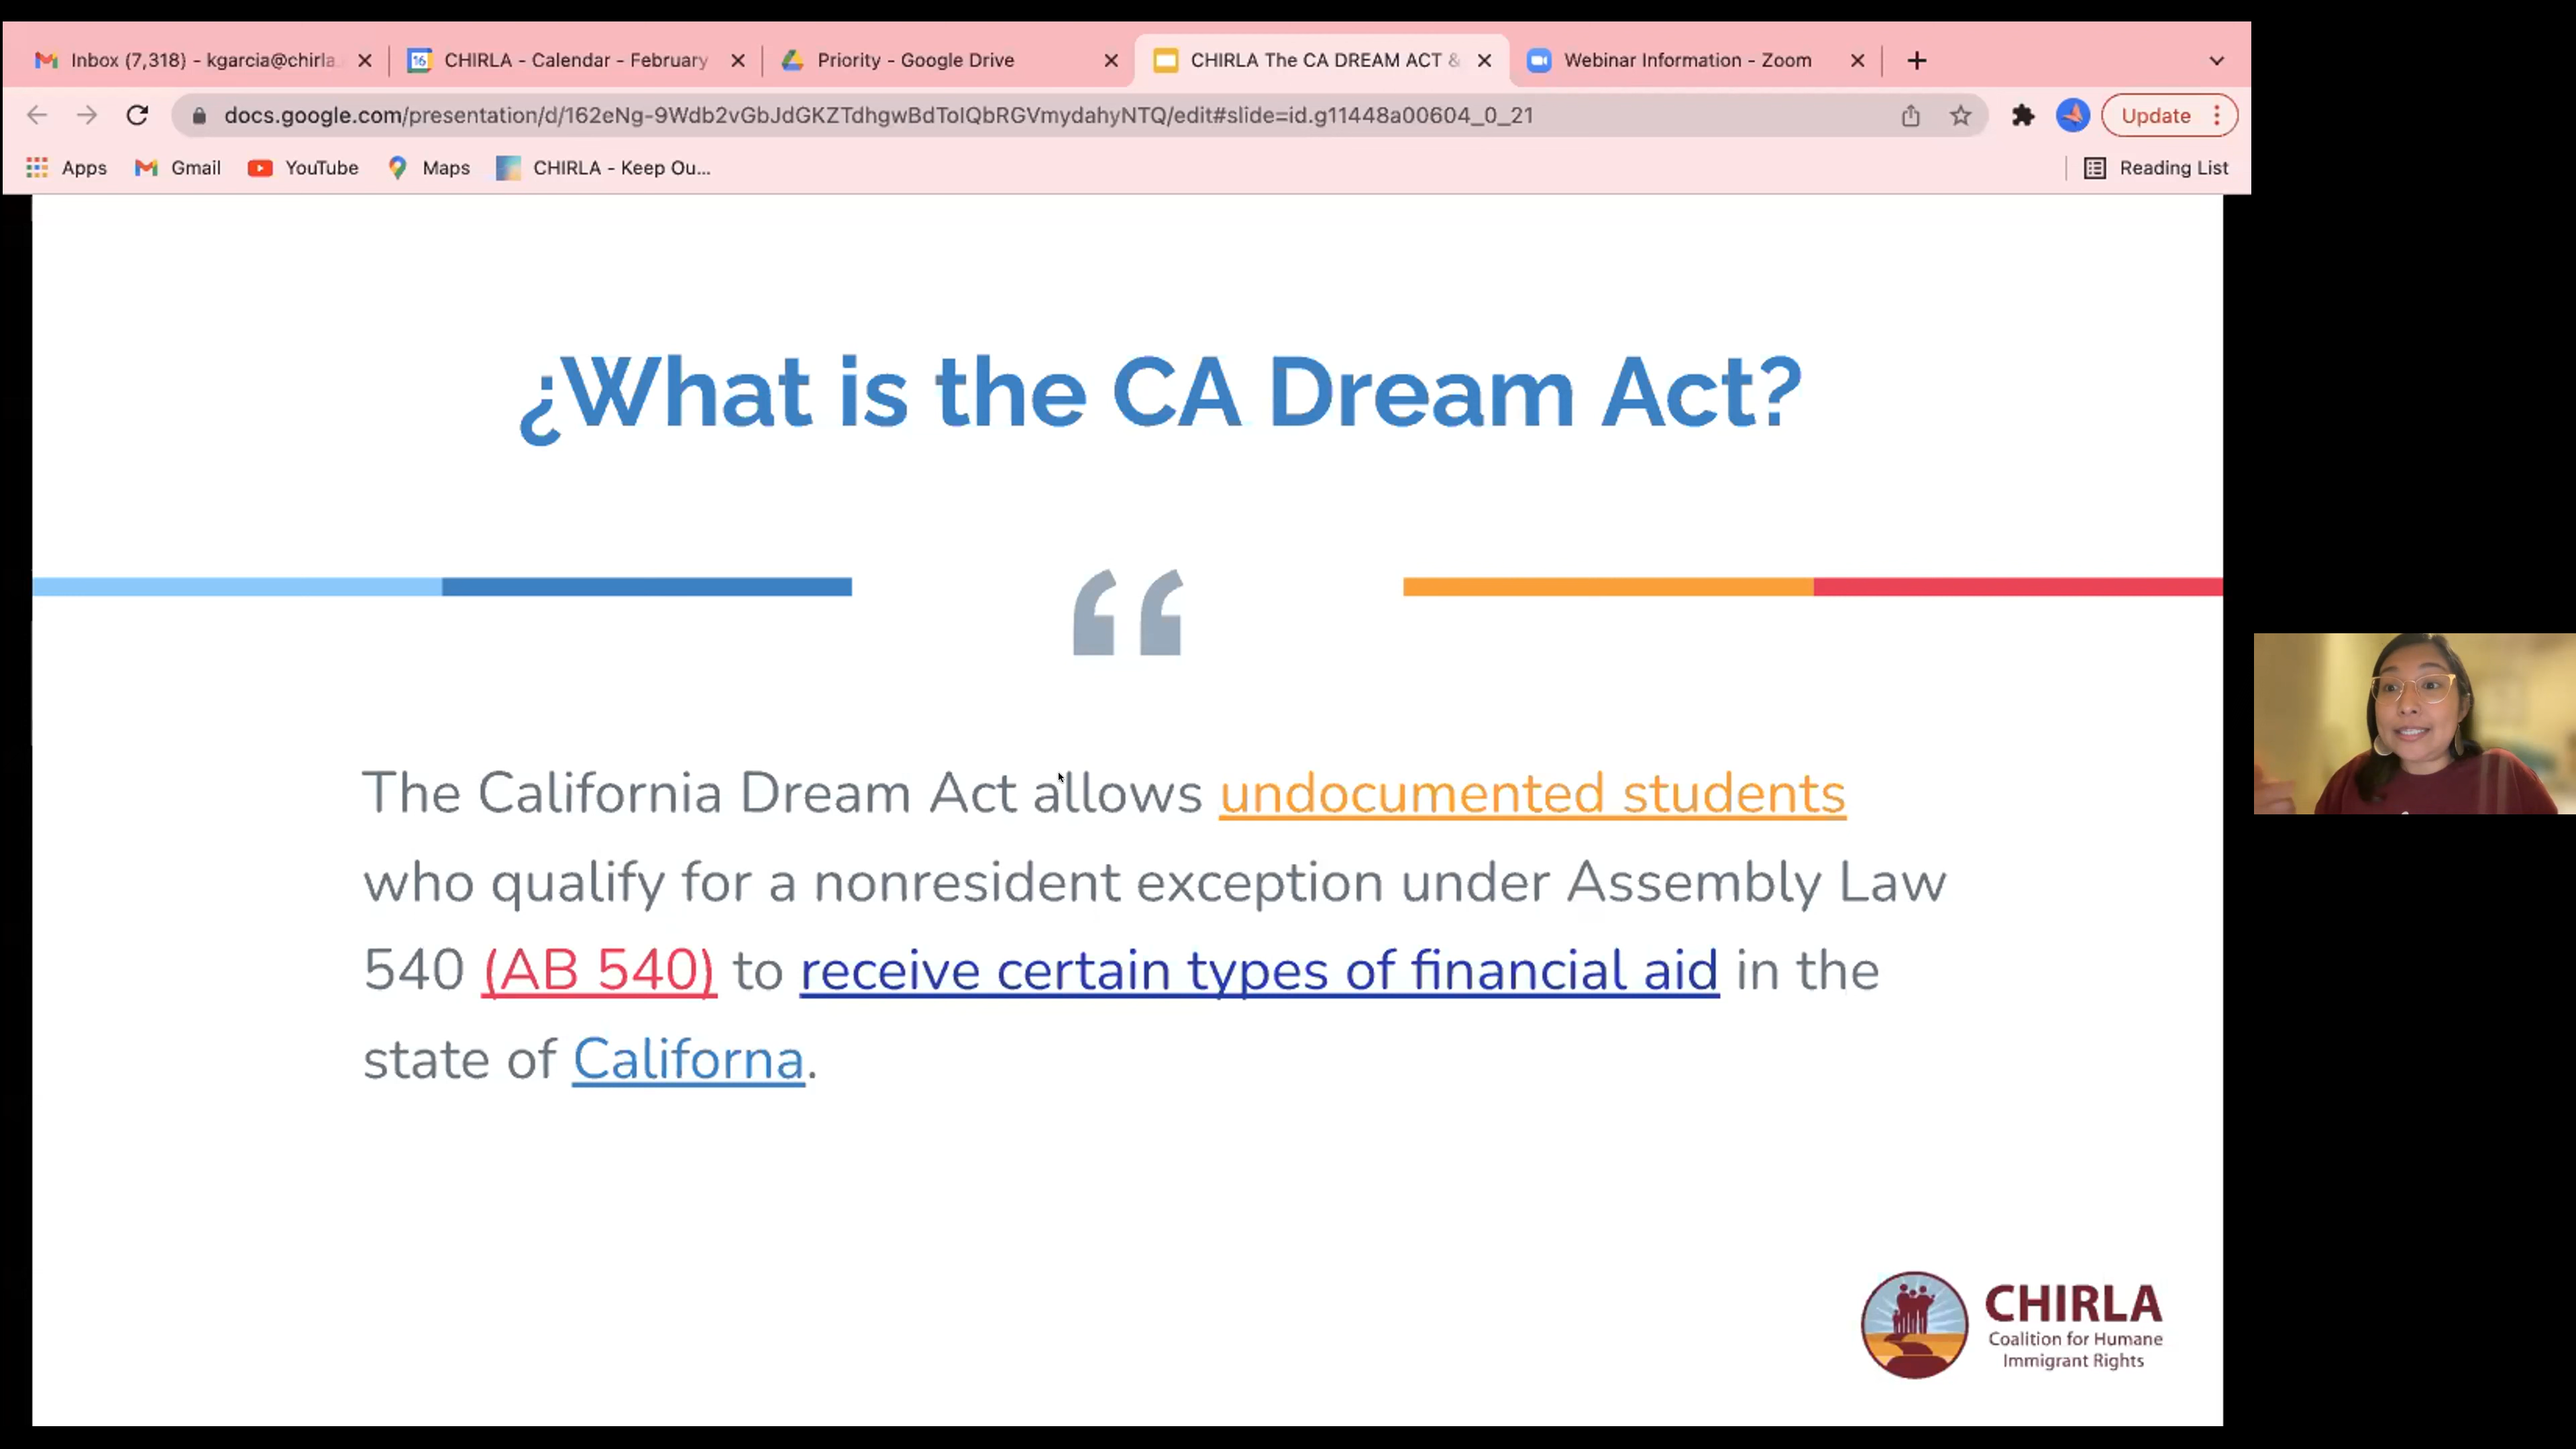 Inbox (7,318) - kgarcia@chirla.
CHIRLA - Calendar - February
Priority - Google Drive
CHIRLA The CA DREAM ACT &
Webinar Information - Zoom
docs.google.com/presentation/d/162eNg-9Wdb2vGbJdGKZTdhgwBdToIQbRGVmydahyNTQ/edit#slide=id.g11448a00604_0_21
Update
Apps
Gmail
YouTube
Maps
CHIRLA - Keep Ou...
Reading List
¿What is the CA Dream Act?
“
The California Dream Act allows undocumented students
who qualify for a nonresident exception under Assembly Law
540 (AB 540) to receive certain types of financial aid in the
state of Californa.
CHIRLA
Coalition for Humane
Immigrant Rights